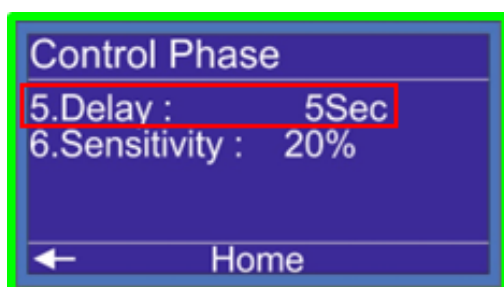 Control Phase
5.Delay : 5Sec
6.Sensitivity : 20%
← Home